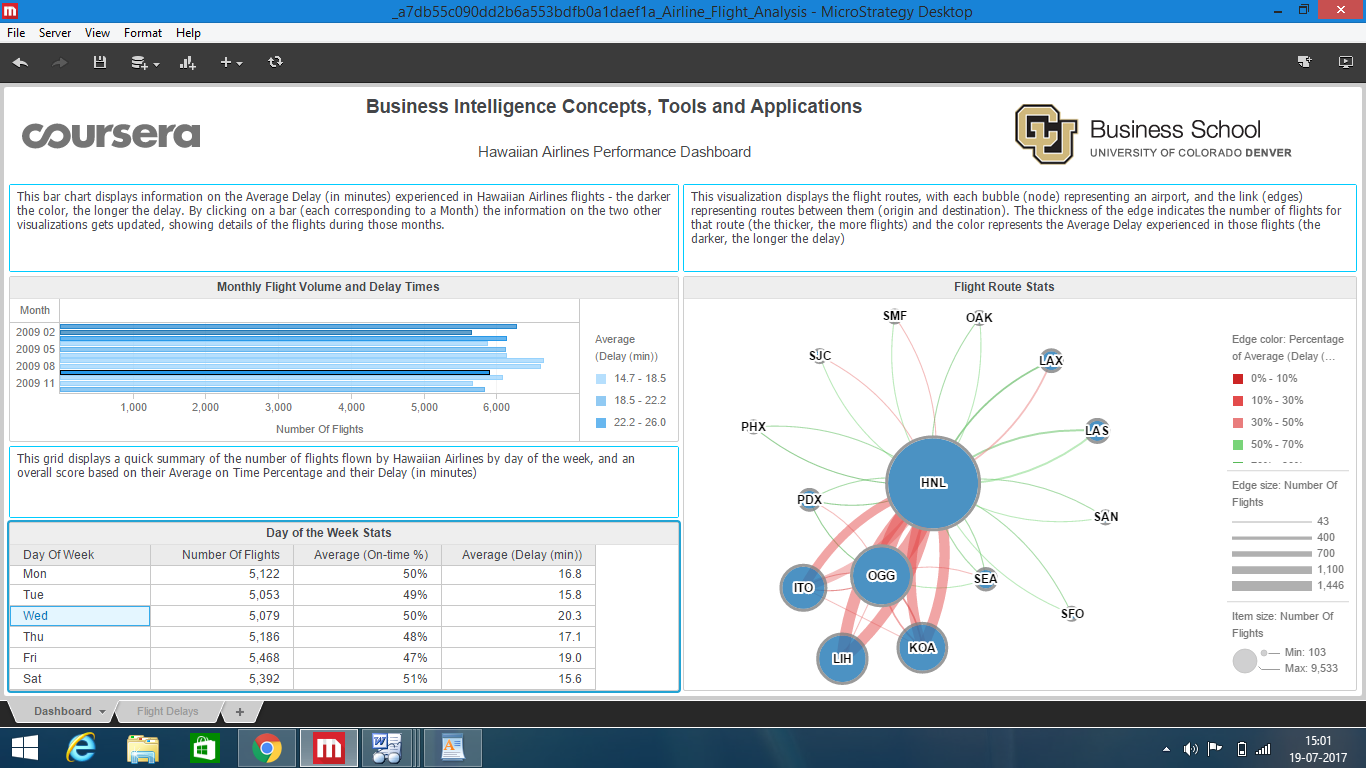 _a7db55c090dd2b6a553bdfb0a1daef1a_Airline_Flight_Analysis - MicroStrategy Desktop
File Server View Format Help
Business Intelligence Concepts, Tools and Applications
coursera
Hawaiian Airlines Performance Dashboard
Business School
UNIVERSITY OF COLORADO DENVER
This bar chart displays information on the Average Delay (in minutes) experienced in Hawaiian Airlines flights - the darker
the color, the longer the delay. By clicking on a bar (each corresponding to a Month) the information on the two other
visualizations gets updated, showing details of the flights during those months.
This visualization displays the flight routes, with each bubble (node) representing an airport, and the link (edges)
representing routes between them (origin and destination). The thickness of the edge indicates the number of flights for
that route (the thicker, the more flights) and the color represents the Average Delay experienced in those flights (the
darker, the longer the delay)
Monthly Flight Volume and Delay Times
Month
2009 02
2009 05
2009 08
2009 11
1,000 2,000 3,000 4,000 5,000 6,000
Number Of Flights
Average
(Delay (min))
14.7 - 18.5
18.5 - 22.2
22.2 - 26.0
This grid displays a quick summary of the number of flights flown by Hawaiian Airlines by day of the week, and an
overall score based on their Average on Time Percentage and their Delay (in minutes)
Day of the Week Stats
Day Of Week Number Of Flights Average (On-time %) Average (Delay (min))
Mon 5,122 50% 16.8
Tue 5,053 49% 15.8
Wed 5,079 50% 20.3
Thu 5,186 48% 17.1
Fri 5,468 47% 19.0
Sat 5,392 51% 15.6
Flight Route Stats
SMF
OAK
SJC
LAX
PHX
LAS
HNL
PDX
SAN
OGG
SEA
ITO
SFO
LIH
KOA
Edge color: Percentage
of Average (Delay (...
0% - 10%
10% - 30%
30% - 50%
50% - 70%
Edge size: Number Of
Flights
43
400
700
1,100
1,446
Item size: Number Of
Flights
Min: 103
Max: 9,533
Dashboard
Flight Delays
15:01
19-07-2017